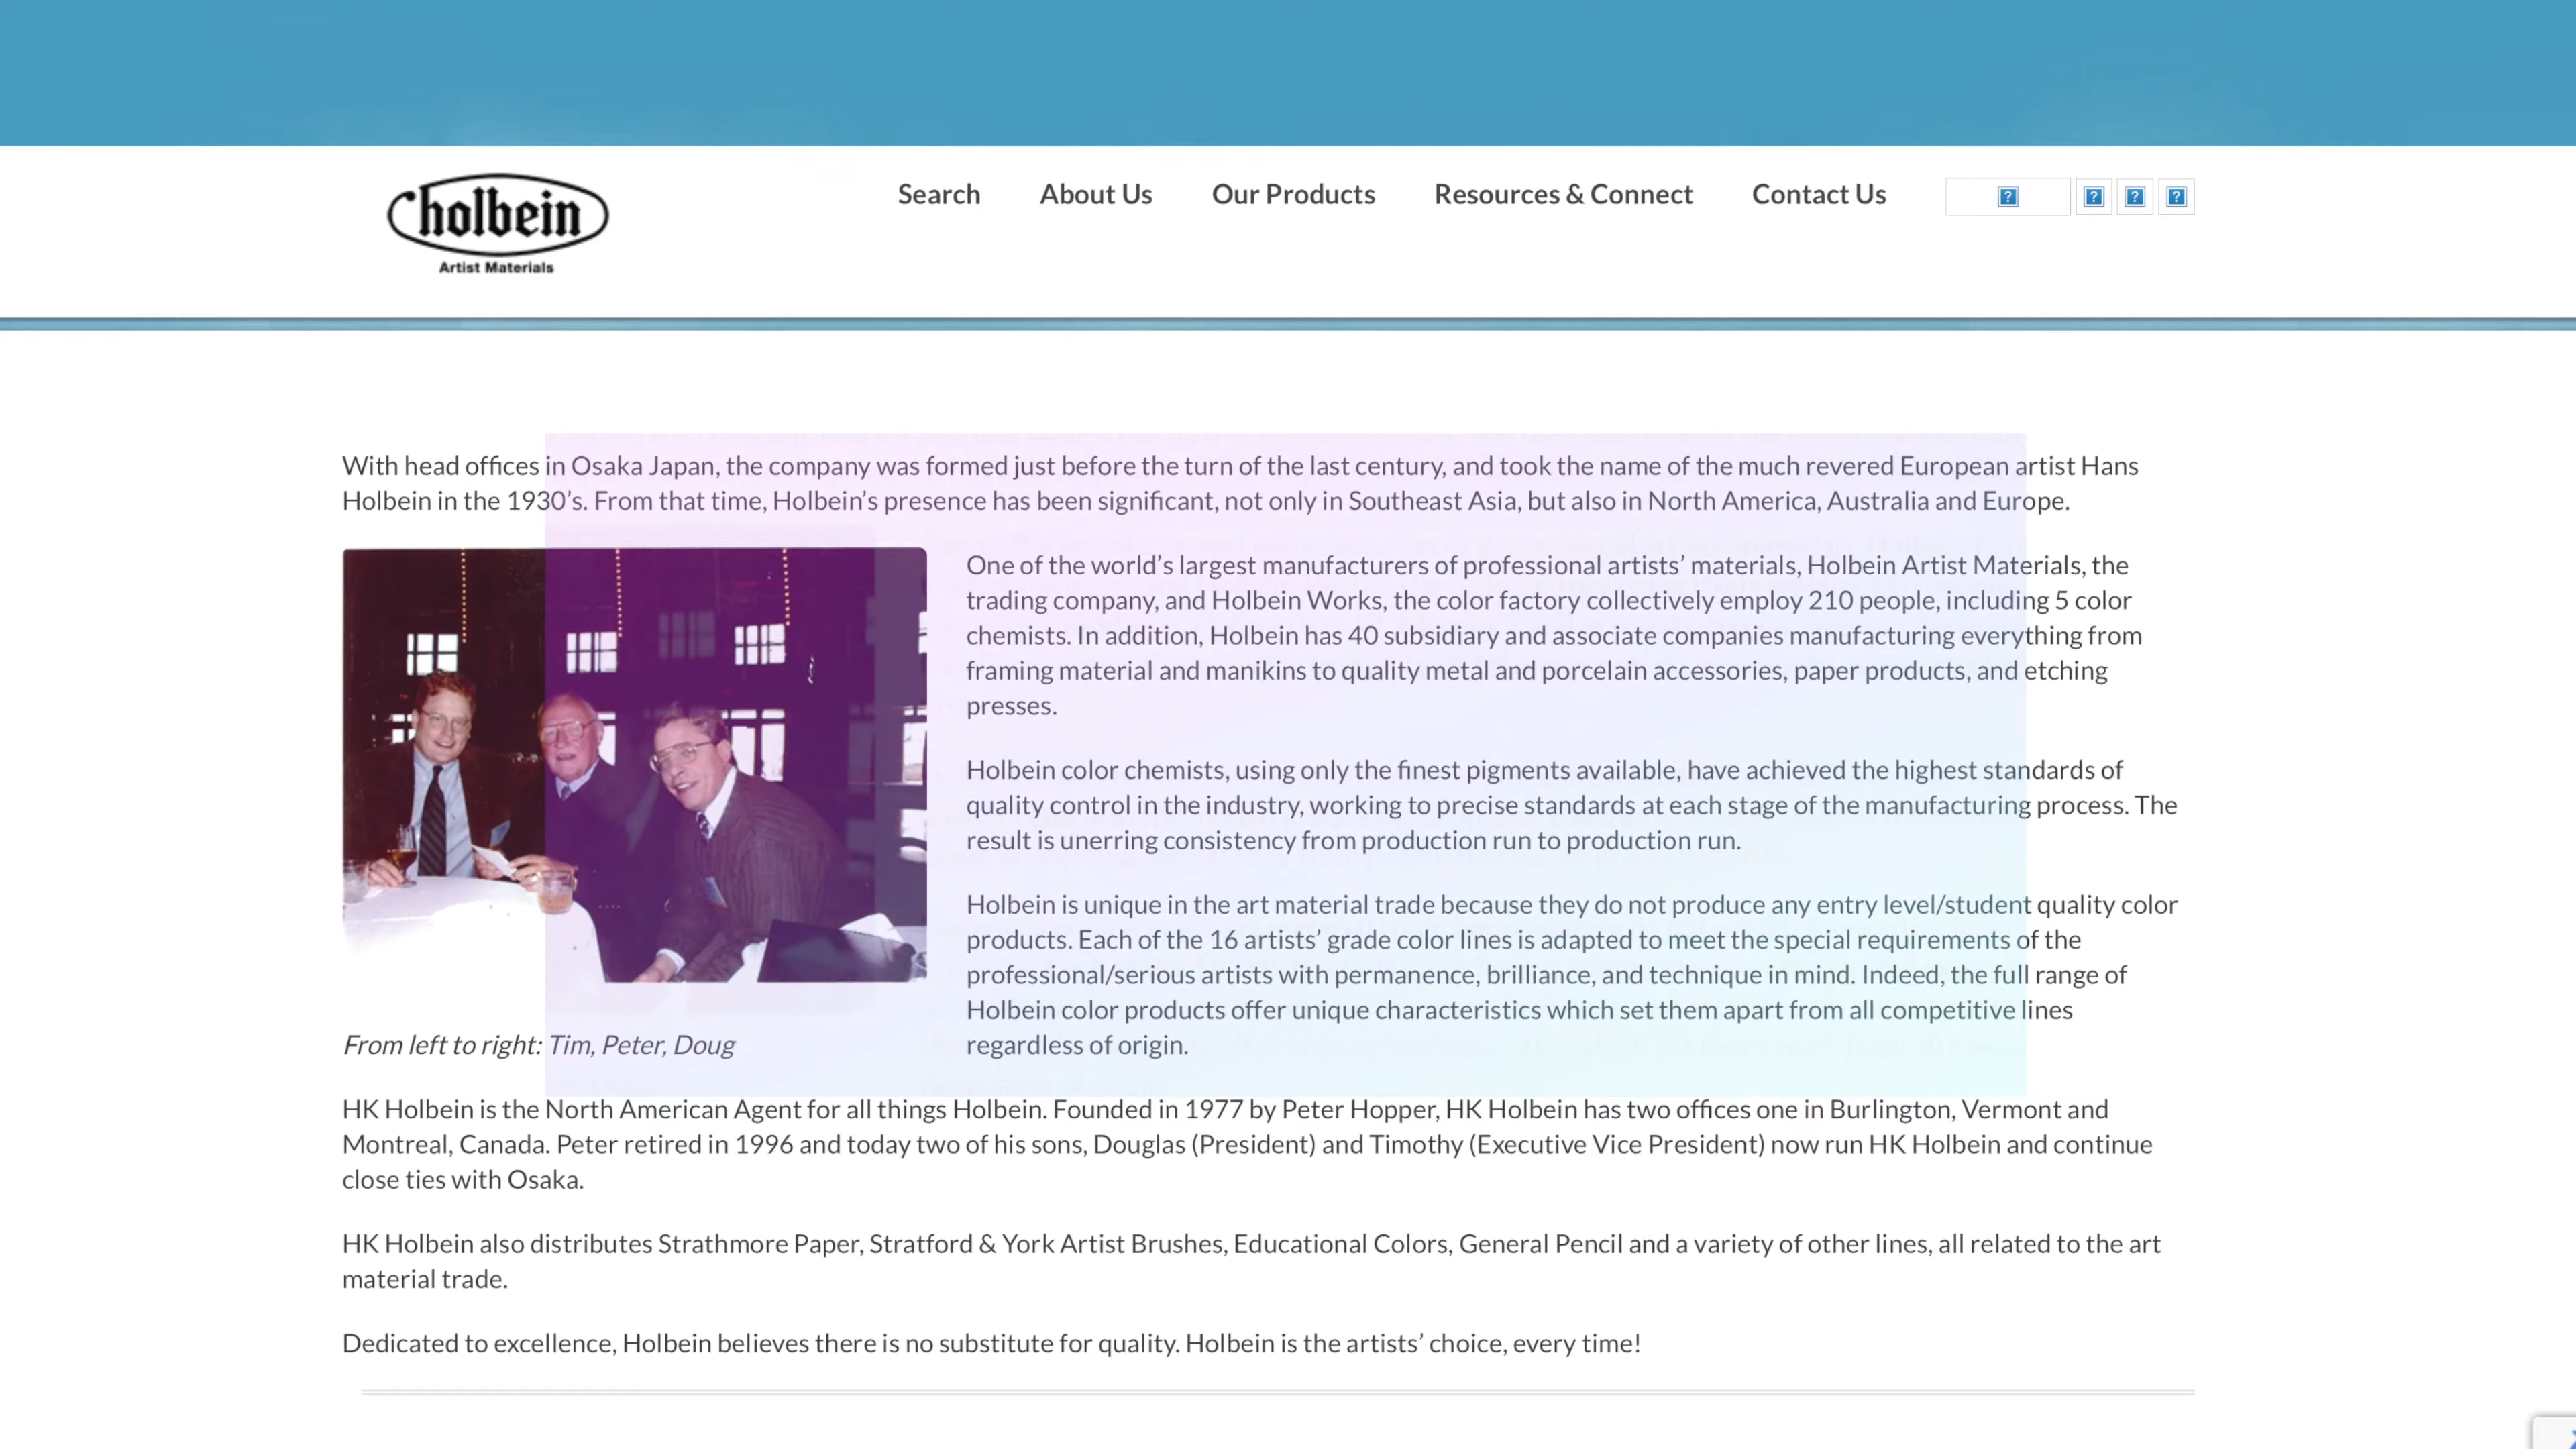 holbein
Artist Materials
Search
About Us
Our Products
Resources & Connect
Contact Us
With head offices in Osaka Japan, the company was formed just before the turn of the last century, and took the name of the much revered European artist Hans
Holbein in the 1930’s. From that time, Holbein’s presence has been significant, not only in Southeast Asia, but also in North America, Australia and Europe.
One of the world’s largest manufacturers of professional artists’ materials, Holbein Artist Materials, the
trading company, and Holbein Works, the color factory collectively employ 210 people, including 5 color
chemists. In addition, Holbein has 40 subsidiary and associate companies manufacturing everything from
framing material and manikins to quality metal and porcelain accessories, paper products, and etching
presses.
Holbein color chemists, using only the finest pigments available, have achieved the highest standards of
quality control in the industry, working to precise standards at each stage of the manufacturing process. The
result is unerring consistency from production run to production run.
Holbein is unique in the art material trade because they do not produce any entry level/student quality color
products. Each of the 16 artists’ grade color lines is adapted to meet the special requirements of the
professional/serious artists with permanence, brilliance, and technique in mind. Indeed, the full range of
Holbein color products offer unique characteristics which set them apart from all competitive lines
regardless of origin.
From left to right: Tim, Peter, Doug
HK Holbein is the North American Agent for all things Holbein. Founded in 1977 by Peter Hopper, HK Holbein has two offices one in Burlington, Vermont and
Montreal, Canada. Peter retired in 1996 and today two of his sons, Douglas (President) and Timothy (Executive Vice President) now run HK Holbein and continue
close ties with Osaka.
HK Holbein also distributes Strathmore Paper, Stratford & York Artist Brushes, Educational Colors, General Pencil and a variety of other lines, all related to the art
material trade.
Dedicated to excellence, Holbein believes there is no substitute for quality. Holbein is the artists’ choice, every time!